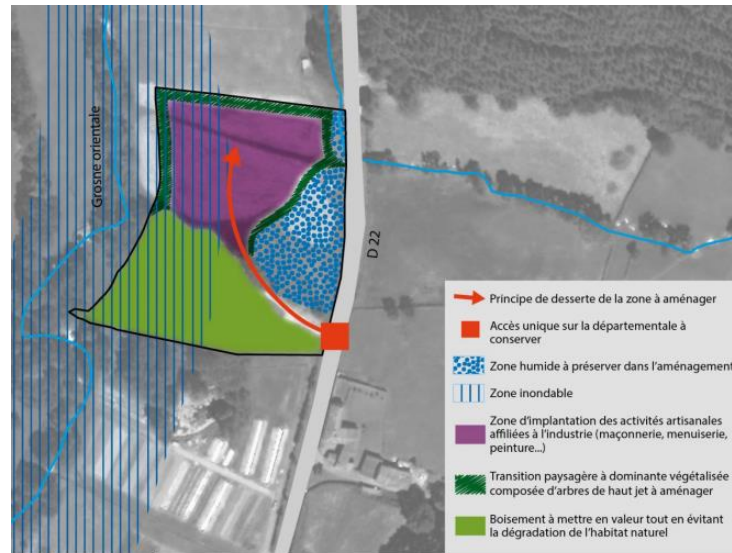 Grosne orientale
D 22
Principe de desserte de la zone à aménager
Accès unique sur la départementale à
conserver
Zone humide à préserver dans l'aménagement
Zone inondable
Zone d'implantation des activités artisanales
affiliées à l'industrie (maçonnerie, menuiserie,
peinture...)
Transition paysagère à dominante végétalisée
composée d'arbres de haut jet à aménager
Boisement à mettre en valeur tout en évitant
la dégradation de l'habitat naturel